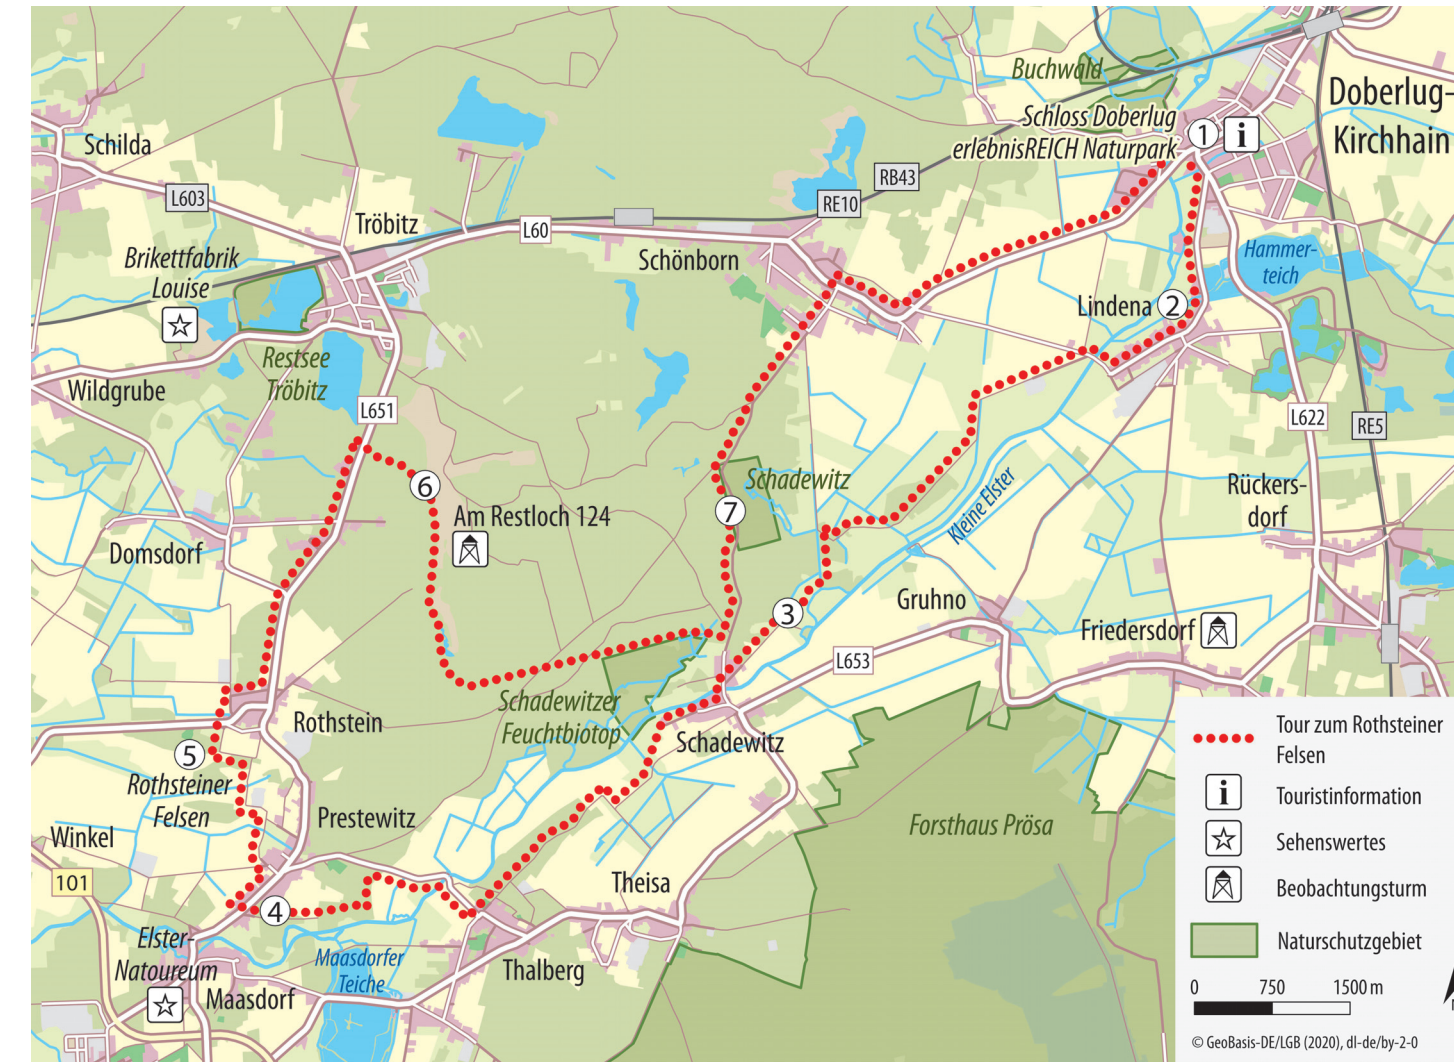 Buchwald
Doberlug-
Kirchhain
Schloss Doberlug
erlebnisREICH Naturpark
1
i
Schilda
RB43
L603
RE10
Tröbitz
L60
Schönborn
Brikettfabrik
Louise
Hammer-
teich
Lindena
2
Restsee
Tröbitz
Wildgrube
L651
L622
RE5
6
Schadewitz
Rückers-
dorf
7
Am Restloch 124
Kleine Elster
Domsdorf
3
Gruhno
Friedersdorf
L653
Schadewitzer
Feuchtbiotop
Rothstein
Schadewitz
5
Rothsteiner
Felsen
Prestewitz
Winkel
Forsthaus Prösa
101
Theisa
4
Elster-
Natoureum
Maasdorfer
Teiche
Thalberg
Maasdorf
Tour zum Rothsteiner
Felsen
i
Touristinformation
Sehenswertes
Beobachtungsturm
Naturschutzgebiet
0 750 1500 m
© GeoBasis-DE/LGB (2020), dl-de/by-2-0